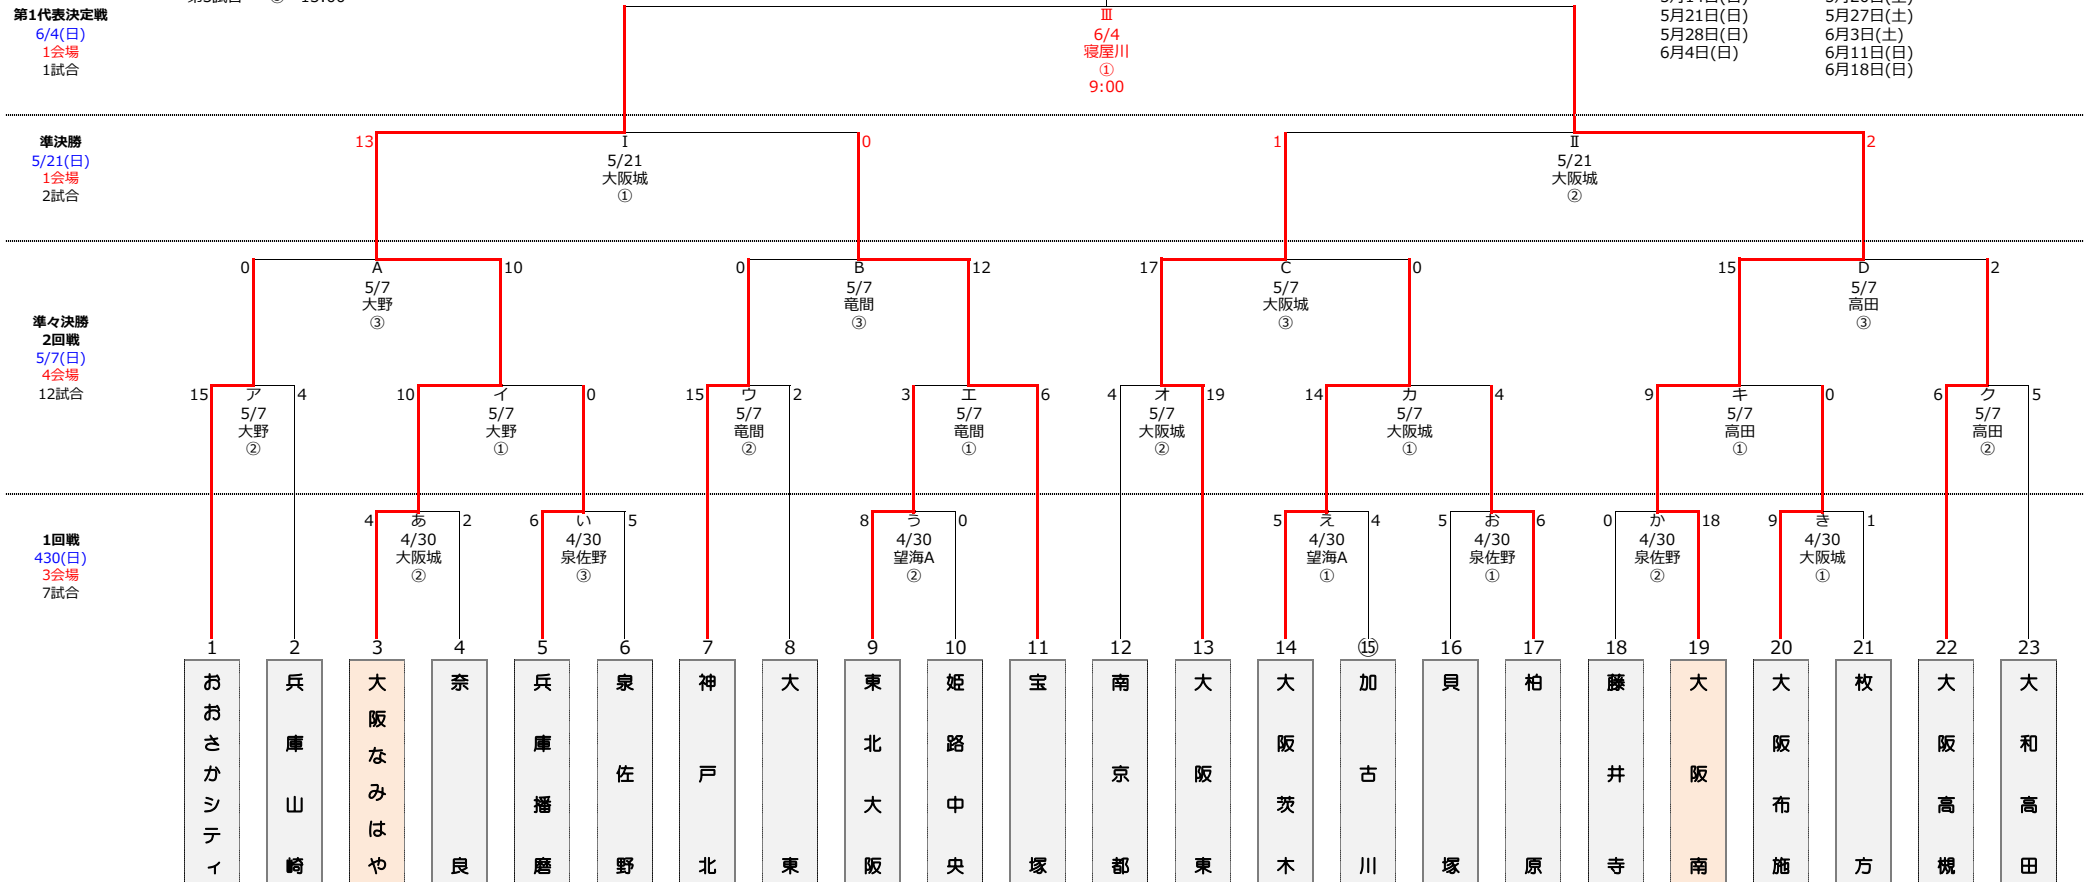 第1代表決定戦
6/4(日)
1会場
1試合
Ⅲ
6/4
寝屋川
①
9:00
5月21日(日) 5月27日(土)
5月28日(日) 6月3日(土)
6月4日(日) 6月11日(日)
6月18日(日)
準決勝
5/21(日)
1会場
2試合
13 Ⅰ 0
5/21
大阪城
①
1 Ⅱ 2
5/21
大阪城
②
準々決勝
2回戦
5/7(日)
4会場
12試合
0 A 10
5/7
大野
③
0 B 12
5/7
竜間
③
17 C 0
5/7
大阪城
③
15 D 2
5/7
高田
③
15 ア 4
5/7
大野
②
10 イ 0
5/7
大野
①
15 ウ 2
5/7
竜間
②
3 エ 6
5/7
竜間
①
4 オ 19
5/7
大阪城
②
14 カ 4
5/7
大阪城
①
9 キ 0
5/7
高田
①
6 ク 5
5/7
高田
②
1回戦
430(日)
3会場
7試合
4 あ 2
4/30
大阪城
②
6 い 5
4/30
泉佐野
③
8 う 0
4/30
望海A
②
5 え 4
4/30
望海A
①
5 お 6
4/30
泉佐野
①
0 か 18
4/30
泉佐野
②
9 き 1
4/30
大阪城
①
1 2 3 4 5 6 7 8 9 10 11 12 13 14 ⑮ 16 17 18 19 20 21 22 23
おおさかシティ
兵庫山崎
大阪なみはや
奈良
兵庫播磨
泉佐野
神戸北
大東
東北大阪
姫路中央
宝塚
南京都
大阪東
大阪茨木
加古川
貝塚
柏原
藤井寺
大阪南
大阪布施
枚方
大阪高槻
大和高田